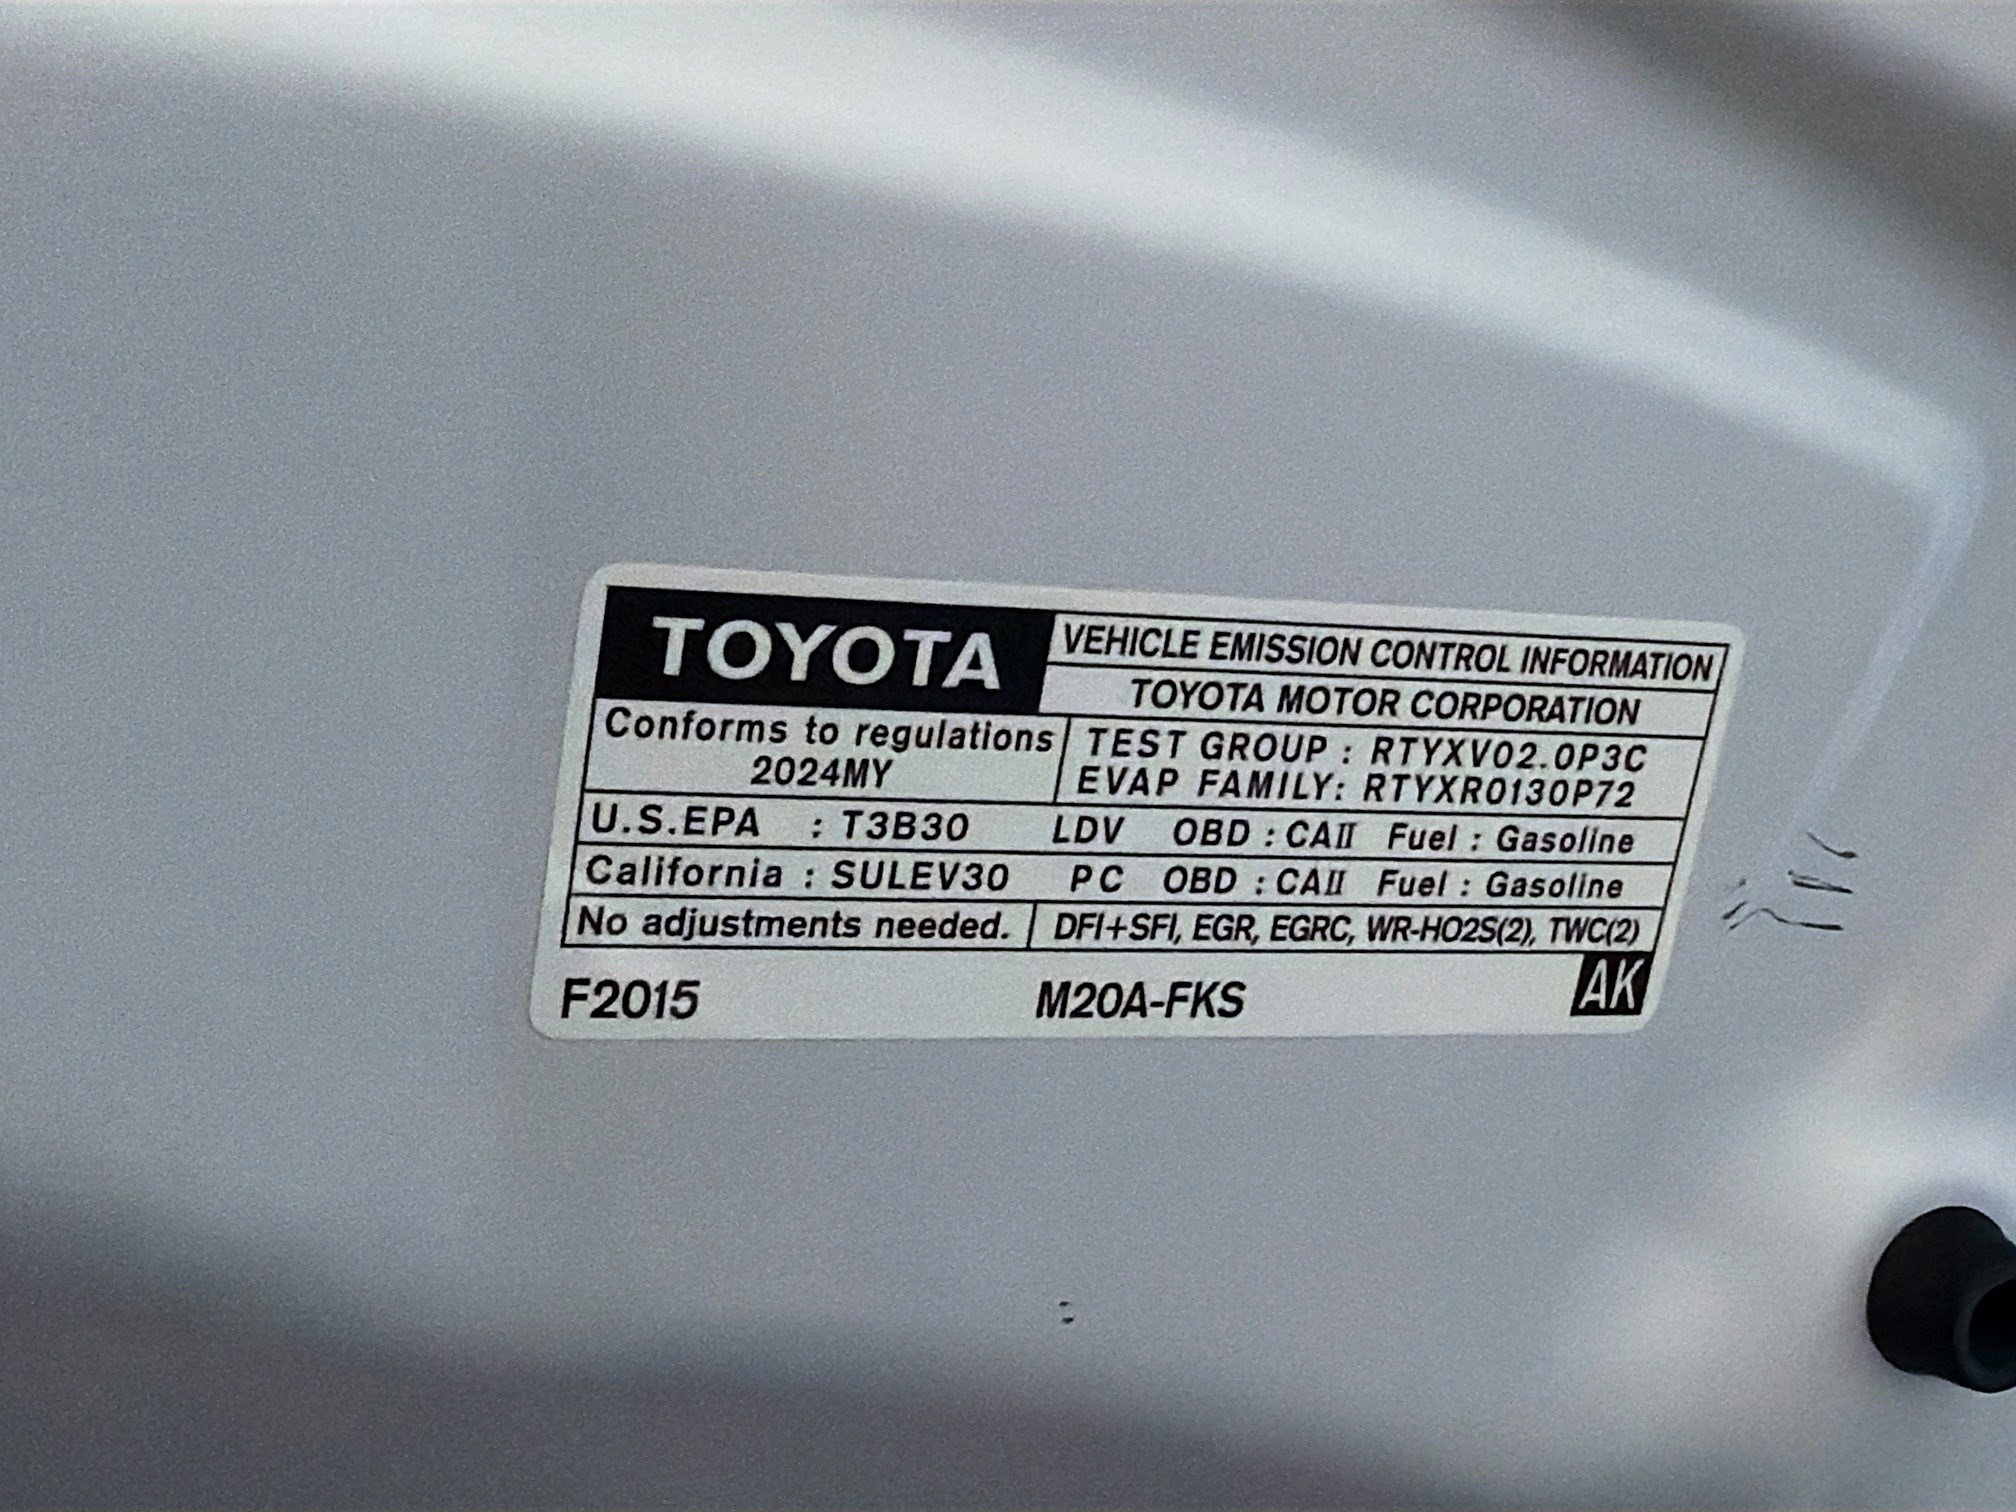 TOYOTA
VEHICLE EMISSION CONTROL INFORMATION
TOYOTA MOTOR CORPORATION
Conforms to regulations
2024MY
TEST GROUP : RTYXV02.0P3C
EVAP FAMILY: RTYXR0130P72
U.S.EPA : T3B30 LDV OBD : CAII Fuel : Gasoline
California : SULEV30 PC OBD : CAII Fuel : Gasoline
No adjustments needed. DFI+SFI, EGR, EGRC, WR-HO2S(2), TWC(2)
F2015 M20A-FKS AK